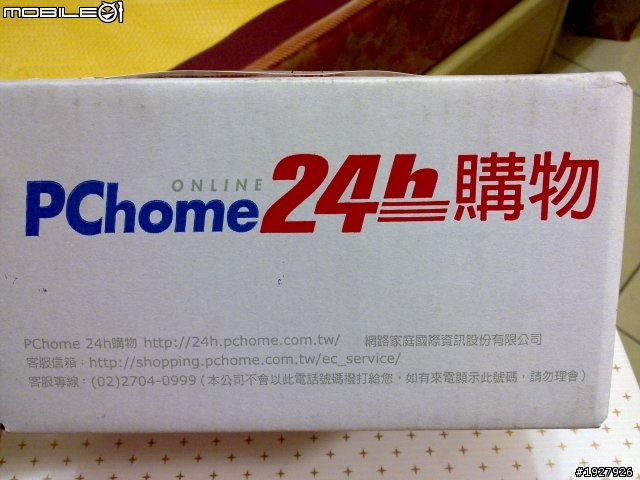 MOBILE01
ONLINE
PChome 24h購物
PChome 24h購物 http://24h.pchome.com.tw/ 網路家庭國際資訊股份有限公司
客服信箱：http://shopping.pchome.com.tw/ec_service/
客服專線：(02)2704-0999（本公司不會以此電話號碼撥打給您，如有來電顯示此號碼，請勿理會）
#1927926